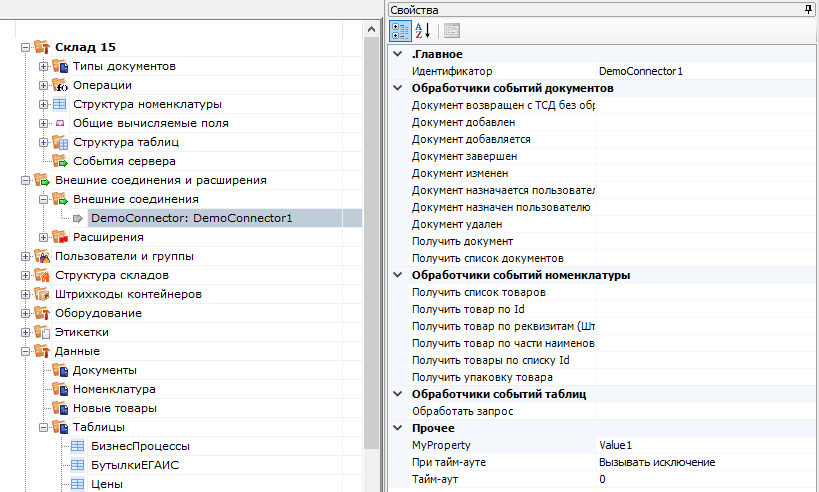 Склад 15
Типы документов
Операции
Структура номенклатуры
Общие вычисляемые поля
Структура таблиц
События сервера
Внешние соединения и расширения
Внешние соединения
DemoConnector: DemoConnector1
Расширения
Пользователи и группы
Структура складов
Штрихкоды контейнеров
Оборудование
Этикетки
Данные
Документы
Номенклатура
Новые товары
Таблицы
БизнесПроцессы
БутылкиЕГАИС
Цены
Свойства
.Главное
Идентификатор DemoConnector1
Обработчики событий документов
Документ возвращен с ТСД без обр
Документ добавлен
Документ добавляется
Документ завершен
Документ изменен
Документ назначается пользовател
Документ назначен пользователю
Документ удален
Получить документ
Получить список документов
Обработчики событий номенклатуры
Получить список товаров
Получить товар по Id
Получить товар по реквизитам (Шт
Получить товар по части наименов
Получить товары по списку Id
Получить упаковку товара
Обработчики событий таблиц
Обработать запрос
Прочее
MyProperty Value1
При тайм-ауте Вызывать исключение
Тайм-аут 0